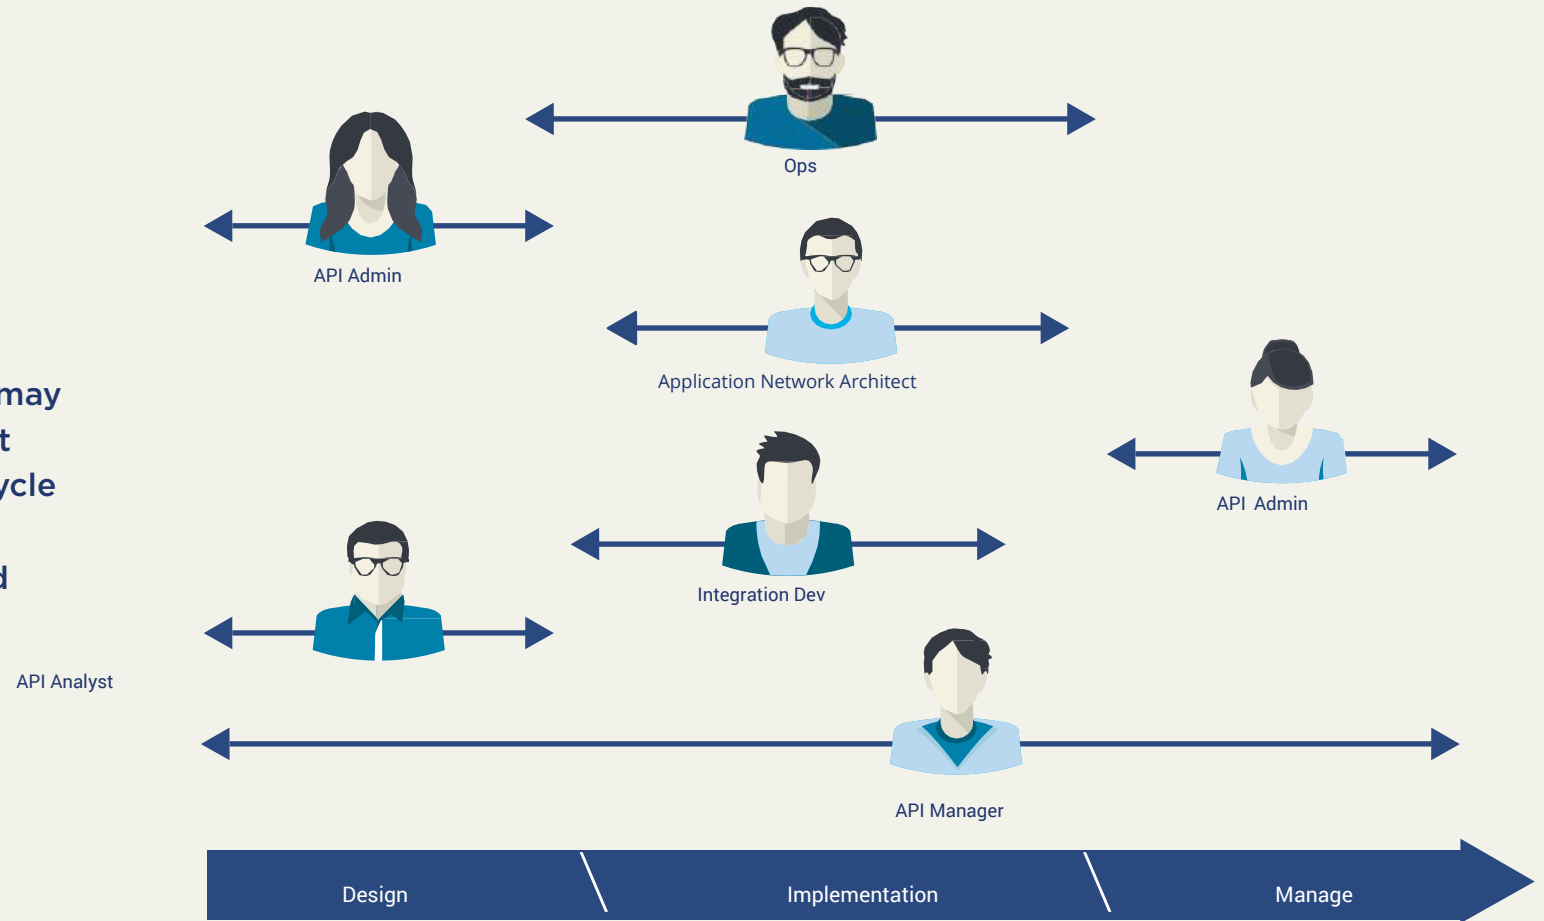 Ops
API Admin
Application Network Architect
may
t
ycle
d
API Admin
Integration Dev
API Analyst
API Manager
Design
Implementation
Manage